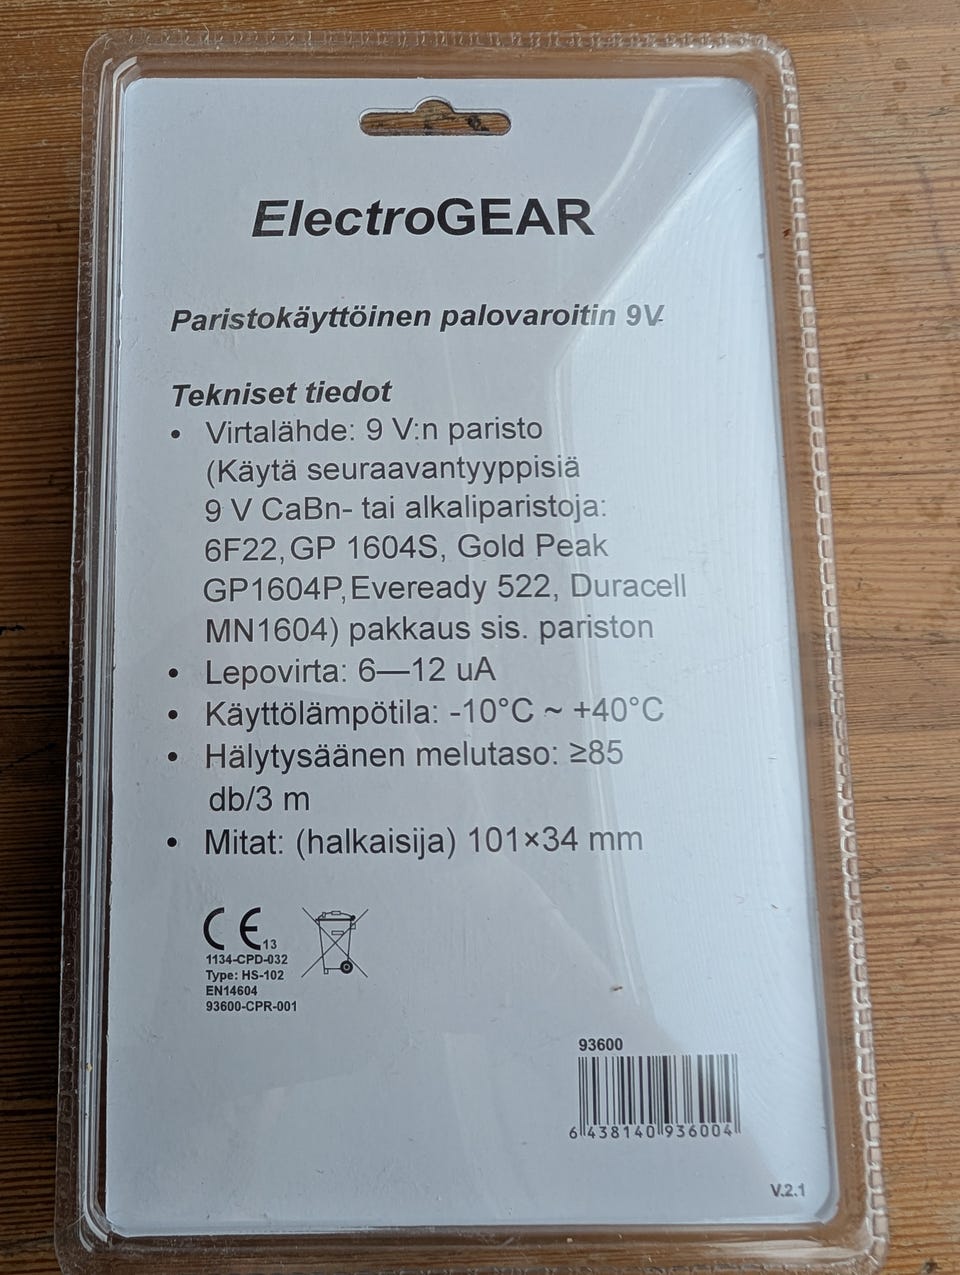 ElectroGEAR
Paristokäyttöinen palovaroitin 9V
Tekniset tiedot
• Virtalähde: 9 V:n paristo
(Käytä seuraavantyyppisiä
9 V CaBn- tai alkaliparistoja:
6F22, GP 1604S, Gold Peak
GP1604P, Eveready 522, Duracell
MN1604) pakkaus sis. pariston
• Lepovirta: 6—12 uA
• Käyttölämpötila: -10°C ~ +40°C
• Hälytysäänen melutaso: ≥85
db/3 m
• Mitat: (halkaisija) 101×34 mm
CE 13
1134-CPD-032
Type: HS-102
EN14604
93600-CPR-001
93600
6 438140 936004
V.2.1